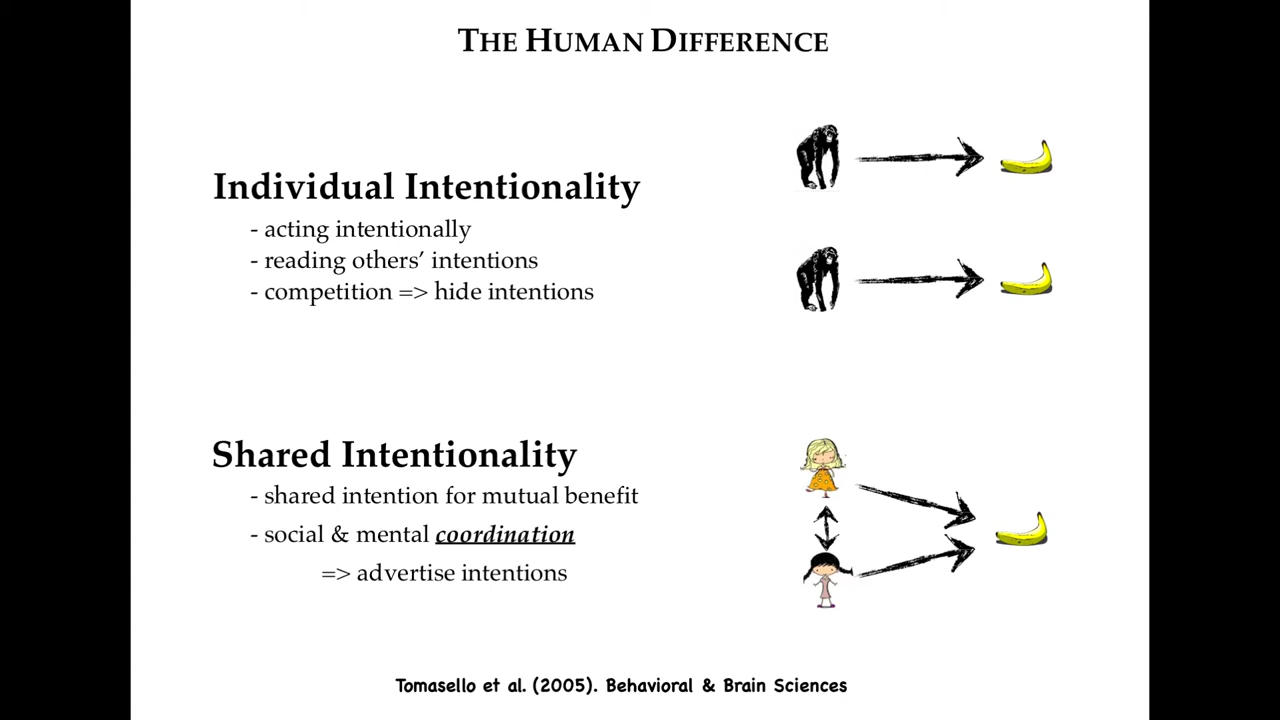 THE HUMAN DIFFERENCE
Individual Intentionality
- acting intentionally
- reading others’ intentions
- competition => hide intentions
Shared Intentionality
- shared intention for mutual benefit
- social & mental coordination
=> advertise intentions
Tomasello et al. (2005). Behavioral & Brain Sciences